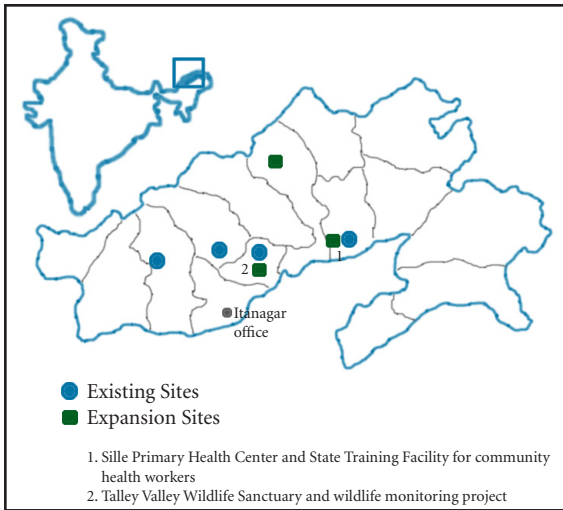 1
2
Itanagar
office
Existing Sites
Expansion Sites
1. Sille Primary Health Center and State Training Facility for community
health workers
2. Talley Valley Wildlife Sanctuary and wildlife monitoring project